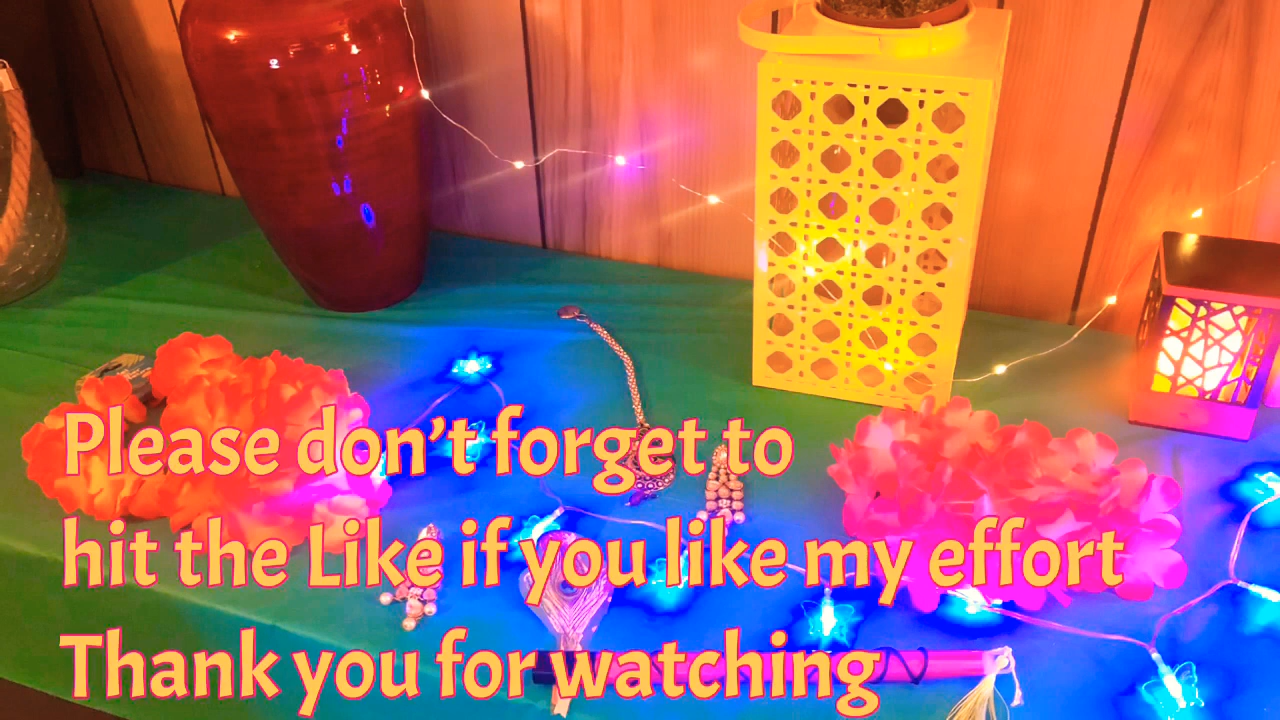 Please don’t forget to
hit the Like if you like my effort
Thank you for watching